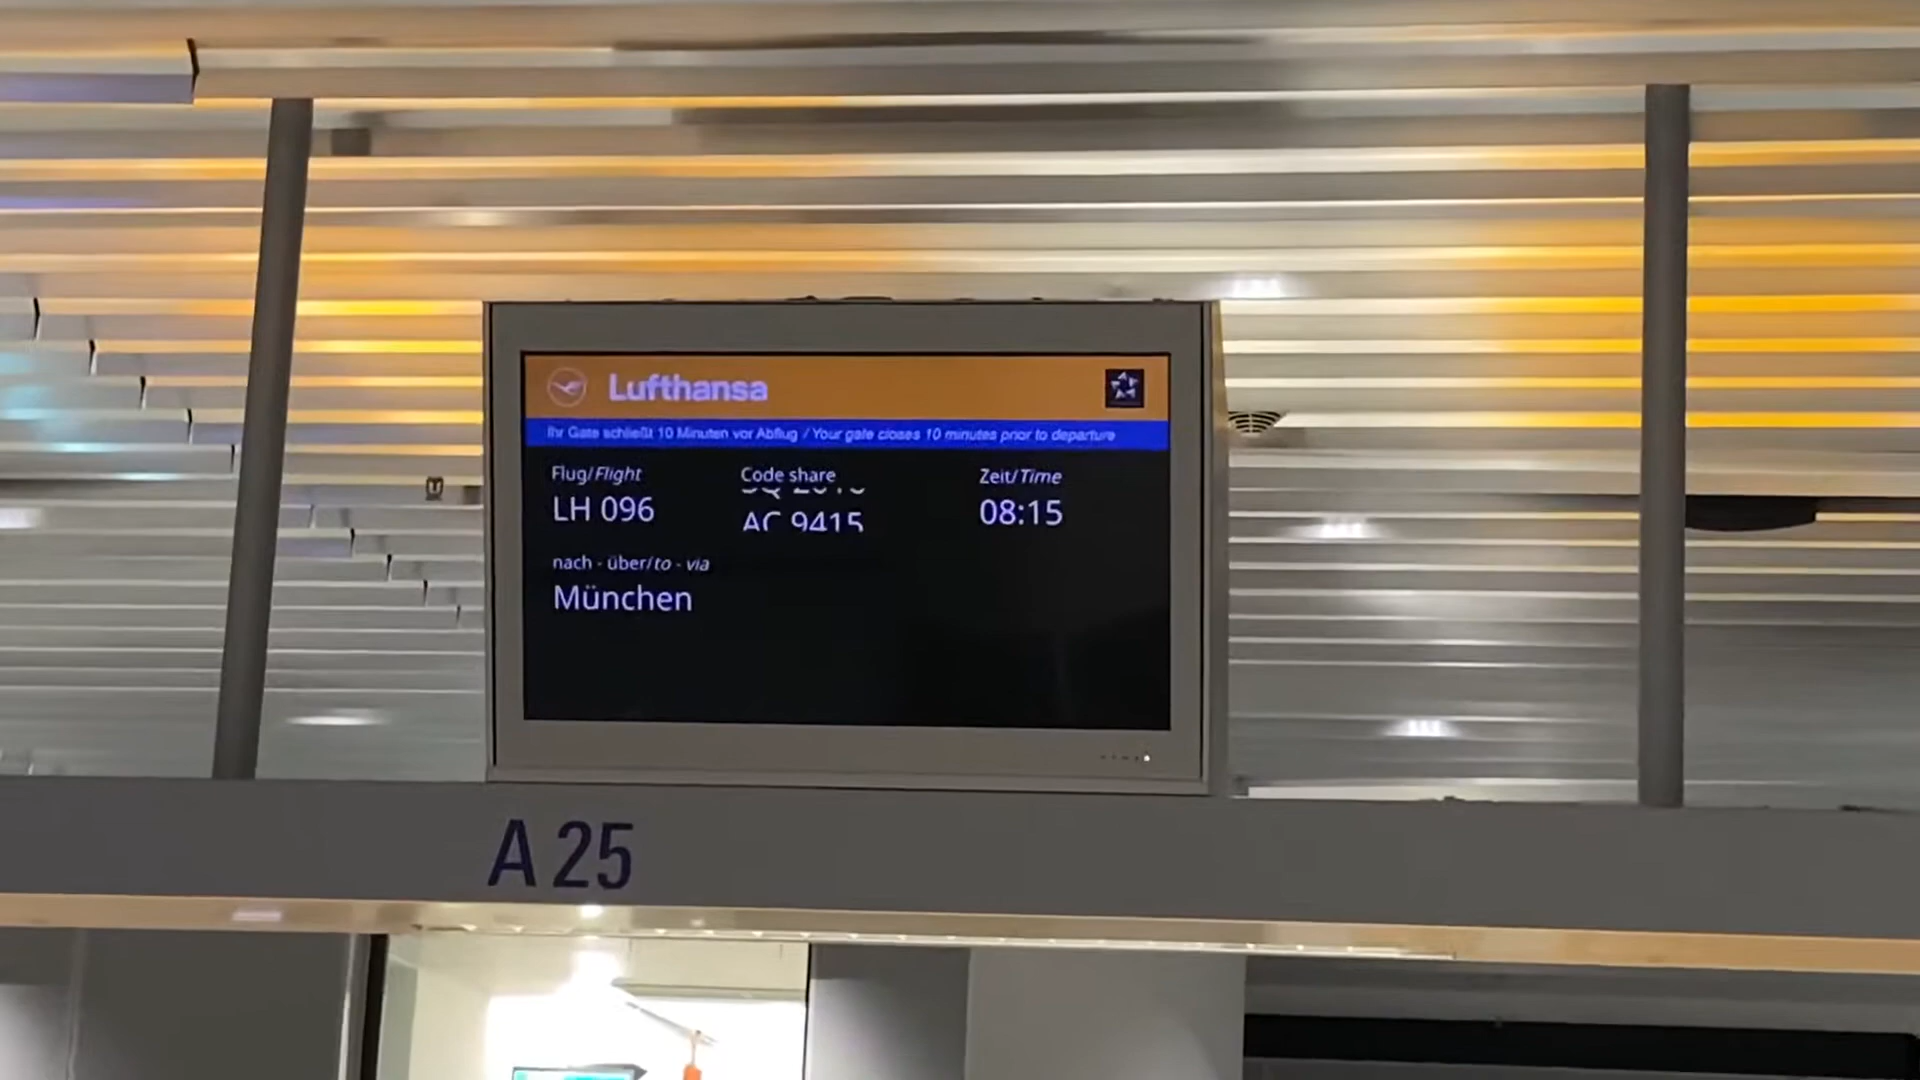 Lufthansa
Ihr Gate schließt 10 Minuten vor Abflug / Your gate closes 10 minutes prior to departure
Flug/Flight Code share Zeit/Time
LH 096 AC 9415 08:15
nach - über/to - via
München
A 25